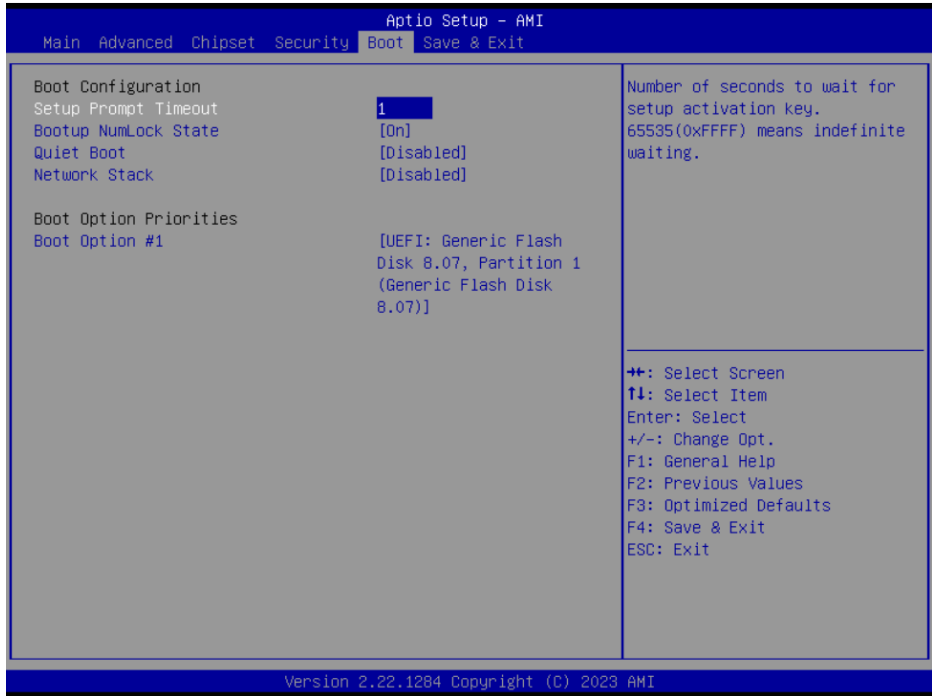 Aptio Setup - AMI
Main Advanced Chipset Security Boot Save & Exit
Boot Configuration
Setup Prompt Timeout 1
Bootup NumLock State [On]
Quiet Boot [Disabled]
Network Stack [Disabled]
Boot Option Priorities
Boot Option #1 [UEFI: Generic Flash
Disk 8.07, Partition 1
(Generic Flash Disk
8.07)]
Number of seconds to wait for
setup activation key.
65535(0xFFFF) means indefinite
waiting.
→←: Select Screen
↑↓: Select Item
Enter: Select
+/-: Change Opt.
F1: General Help
F2: Previous Values
F3: Optimized Defaults
F4: Save & Exit
ESC: Exit
Version 2.22.1284 Copyright (C) 2023 AMI